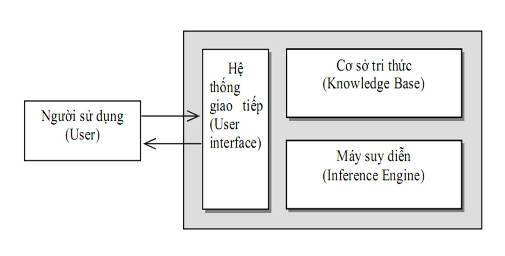 Người sử dụng
(User)
Hệ
thống
giao tiếp
(User
interface)
Cơ sở tri thức
(Knowledge Base)
Máy suy diễn
(Inference Engine)